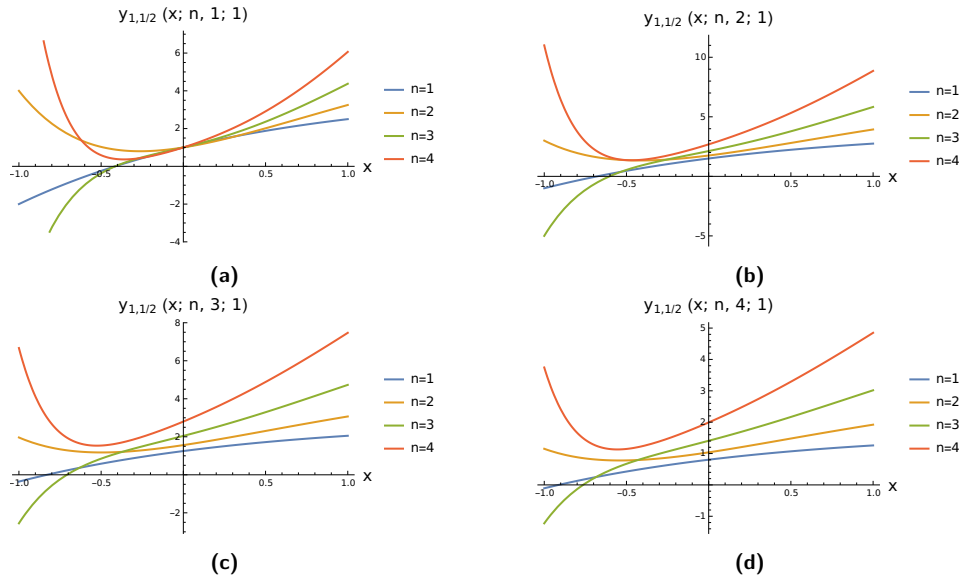 y1,1/2 (x; n, 1; 1)
6
4
2
-2
-4
-1.0
-0.5
0.5
1.0
x
n=1
n=2
n=3
n=4
(a)
y1,1/2 (x; n, 2; 1)
10
5
-5
-1.0
-0.5
0.5
1.0
x
n=1
n=2
n=3
n=4
(b)
y1,1/2 (x; n, 3; 1)
8
6
4
2
-2
-1.0
-0.5
0.5
1.0
x
n=1
n=2
n=3
n=4
(c)
y1,1/2 (x; n, 4; 1)
5
4
3
2
1
-1
-1.0
-0.5
0.5
1.0
x
n=1
n=2
n=3
n=4
(d)